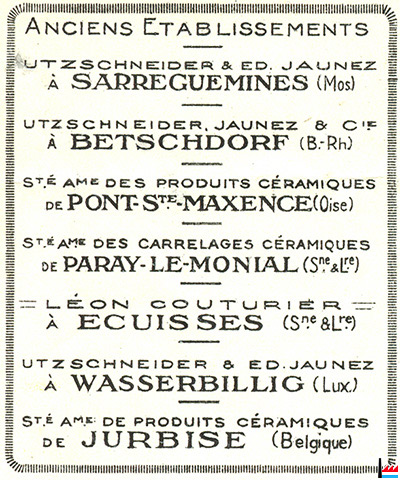 ANCIENS ETABLISSEMENTS
UTZSCHNEIDER & ED. JAUNEZ
À SARREGUEMINES (Mos)
UTZSCHNEIDER, JAUNEZ & CIE
À BETSCHDORF (B.-Rh)
STÉ AME DES PRODUITS CÉRAMIQUES
DE PONT-STE-MAXENCE (Oise)
STÉ AME DES CARRELAGES CÉRAMIQUES
DE PARAY-LE-MONIAL (Sne & Lre)
LÉON COUTURIER
À ECUISSES (Sne & Lre)
UTZSCHNEIDER & ED. JAUNEZ
À WASSERBILLIG (Lux.)
STÉ AME DE PRODUITS CÉRAMIQUES
DE JURBISE (Belgique)